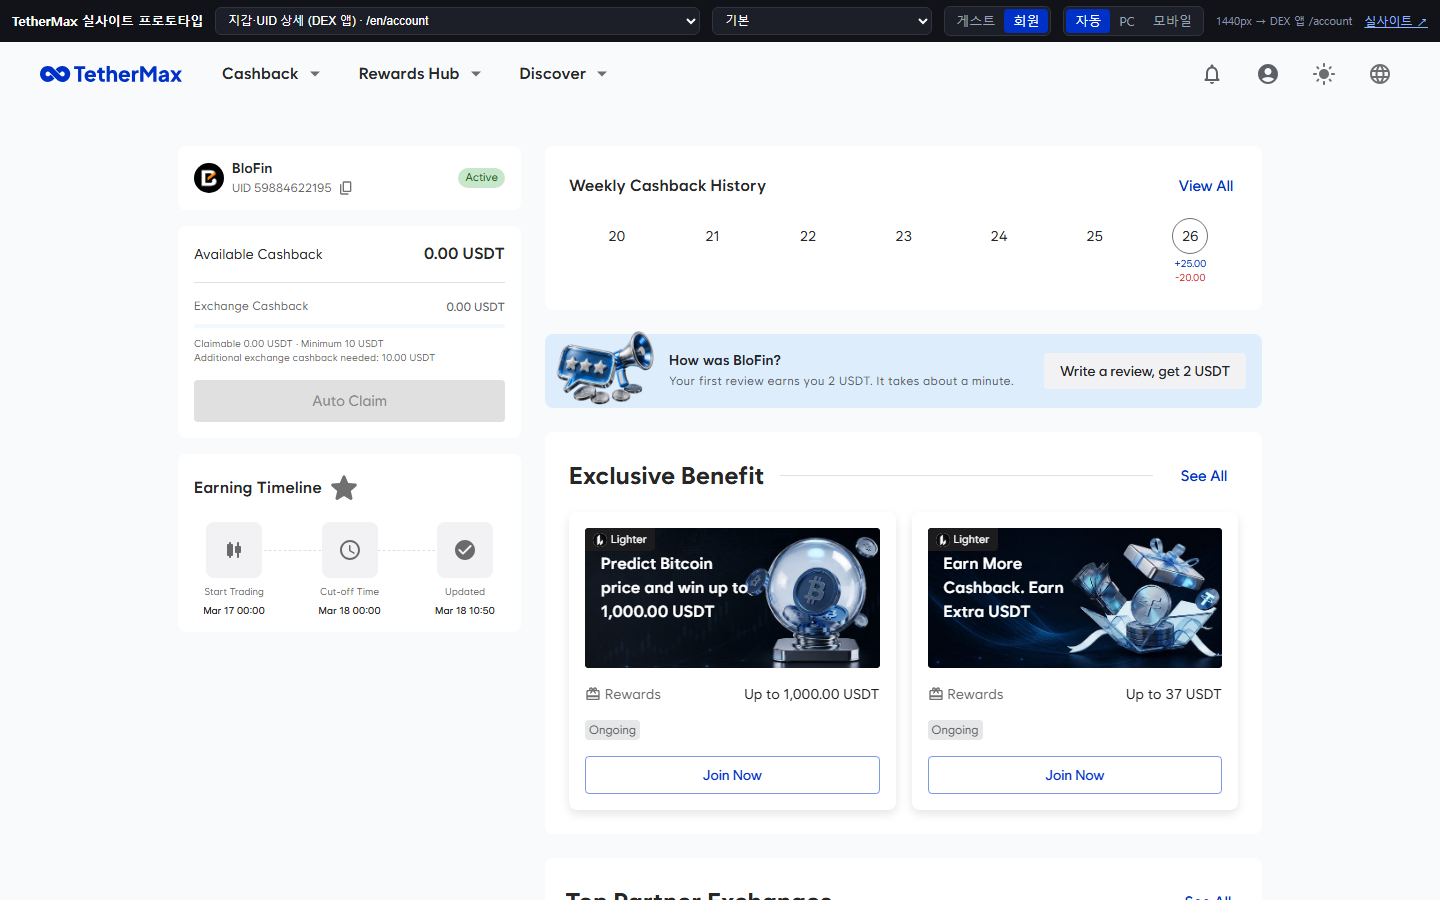 TetherMax 실사이트 프로토타입
지갑·UID 상세 (DEX 앱) · /en/account
기본
게스트 회원
자동 PC 모바일
1440px → DEX 앱 /account
실사이트 ↗
TetherMax
Cashback
Rewards Hub
Discover
BloFin
UID 59884622195
Active
Available Cashback 0.00 USDT
Exchange Cashback 0.00 USDT
Claimable 0.00 USDT · Minimum 10 USDT
Additional exchange cashback needed: 10.00 USDT
Auto Claim
Earning Timeline
Start Trading Cut-off Time Updated
Mar 17 00:00 Mar 18 00:00 Mar 18 10:50
Weekly Cashback History View All
20 21 22 23 24 25 26
+25.00
-20.00
How was BloFin?
Your first review earns you 2 USDT. It takes about a minute.
Write a review, get 2 USDT
Exclusive Benefit See All
Lighter
Predict Bitcoin
price and win up to
1,000.00 USDT
Rewards Up to 1,000.00 USDT
Ongoing
Join Now
Lighter
Earn More
Cashback. Earn
Extra USDT
Rewards Up to 37 USDT
Ongoing
Join Now
Top Partner Exchanges See All